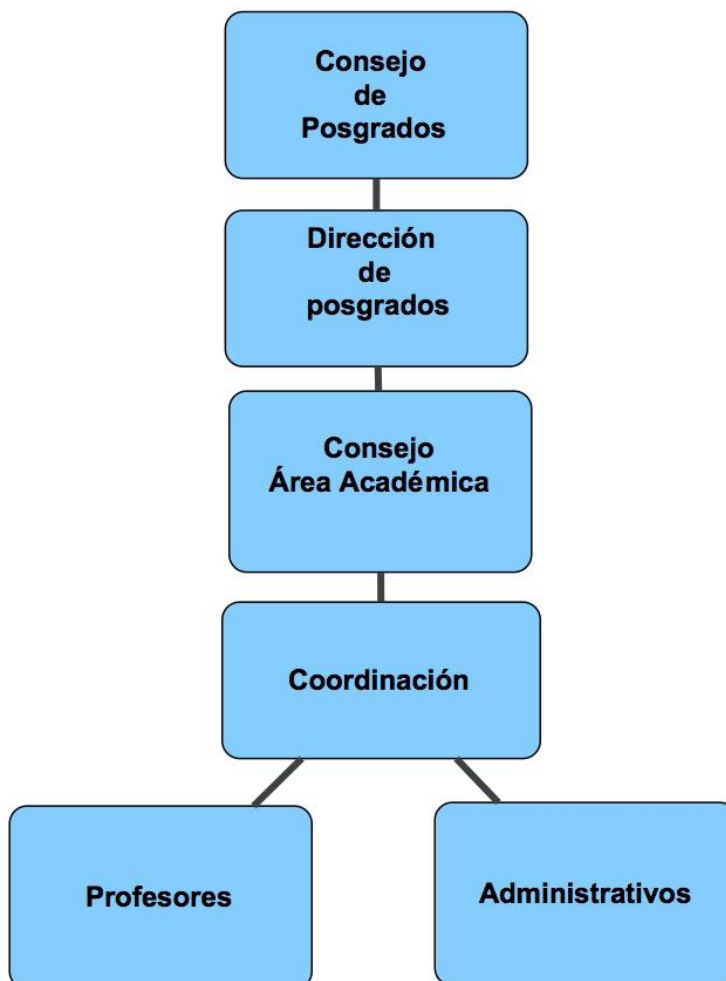 Consejo
de
Posgrados
Dirección
de
posgrados
Consejo
Área Académica
Coordinación
Profesores
Administrativos